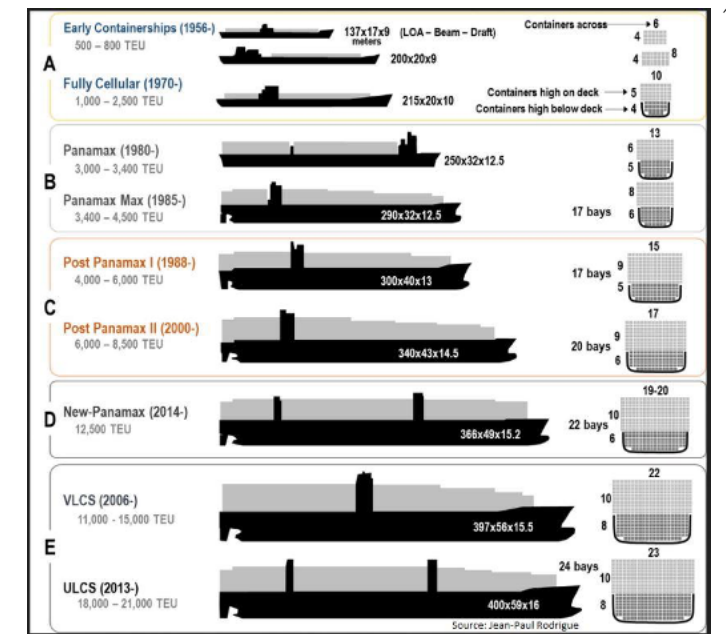 Early Containerships (1956-)
500 – 800 TEU
137x17x9
meters
(LOA – Beam – Draft)
200x20x9
Containers across
6
4
4
8
A
Fully Cellular (1970-)
1,000 – 2,500 TEU
215x20x10
10
Containers high on deck
5
Containers high below deck
4
B
Panamax (1980-)
3,000 – 3,400 TEU
250x32x12.5
13
6
5
Panamax Max (1985-)
3,400 – 4,500 TEU
290x32x12.5
17 bays
8
6
C
Post Panamax I (1988-)
4,000 – 6,000 TEU
300x40x13
17 bays
15
9
5
Post Panamax II (2000-)
6,000 – 8,500 TEU
340x43x14.5
20 bays
17
9
6
D
New-Panamax (2014-)
12,500 TEU
366x49x15.2
22 bays
19-20
10
6
E
VLCS (2006-)
11,000 - 15,000 TEU
397x56x15.5
22
10
8
ULCS (2013-)
18,000 – 21,000 TEU
400x59x16
24 bays
23
10
8
Source: Jean-Paul Rodrigue